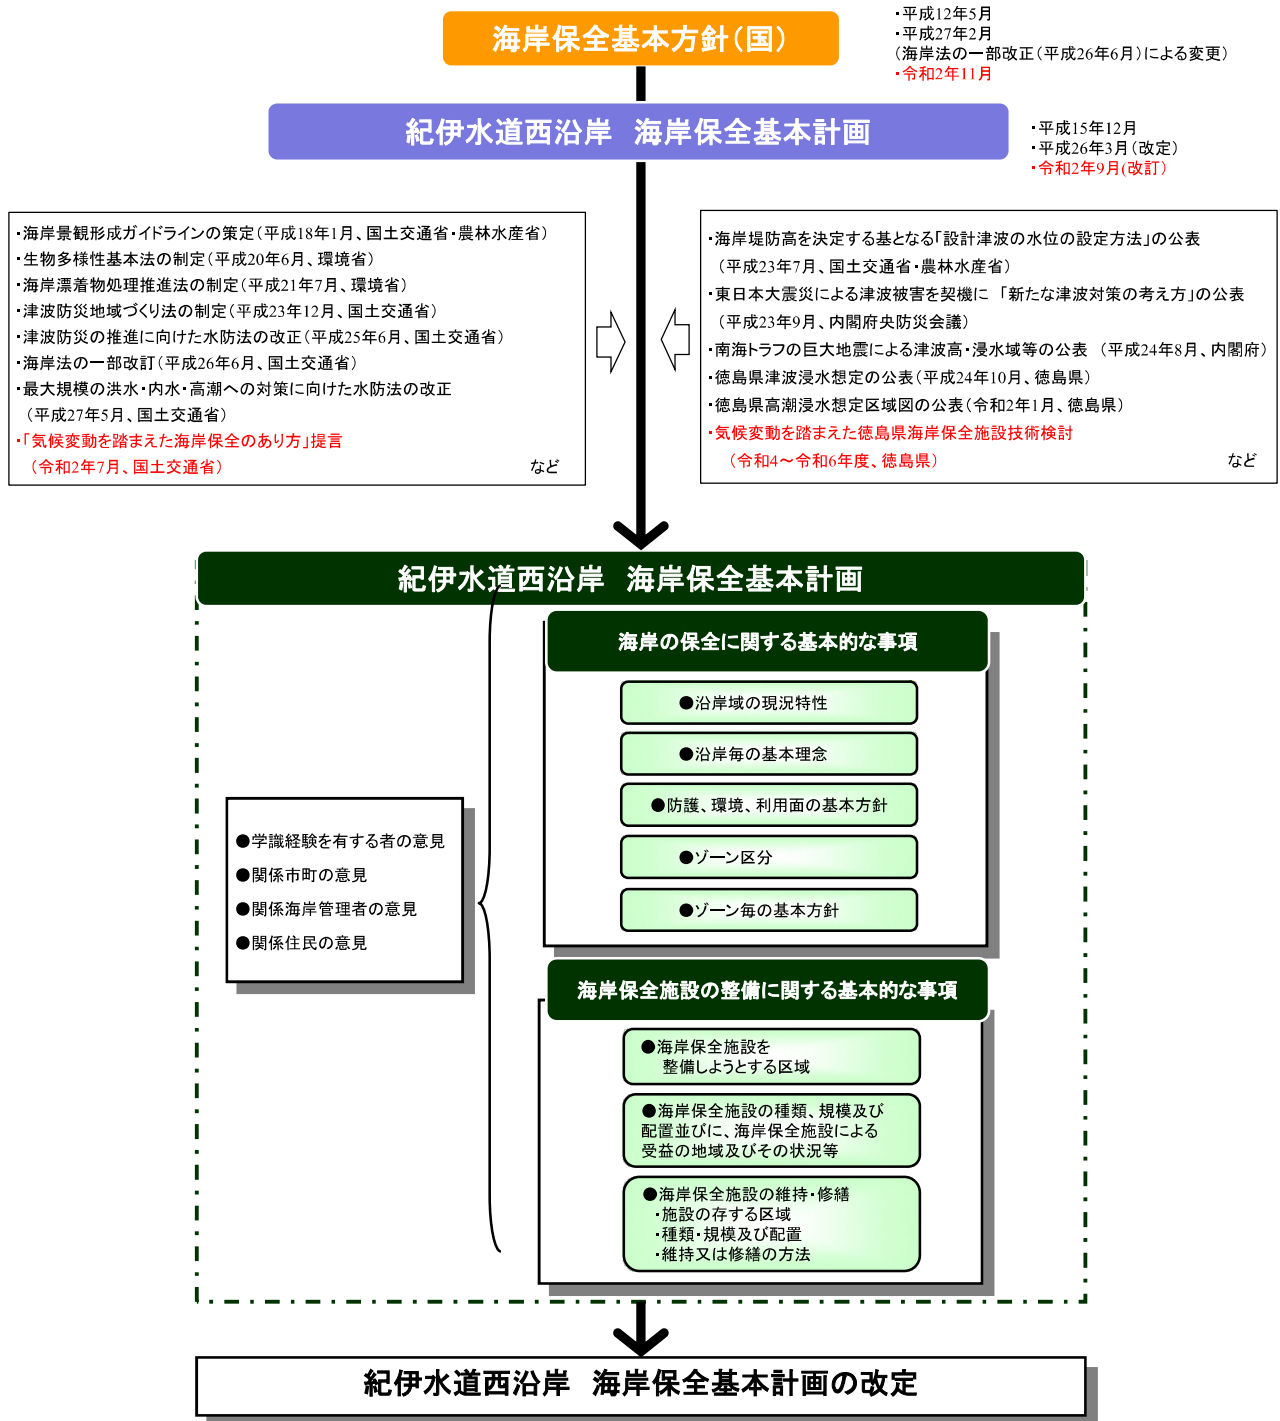 海岸保全基本方針（国）
・平成12年5月
・平成27年2月
（海岸法の一部改正（平成26年6月）による変更）
・令和2年11月
紀伊水道西沿岸　海岸保全基本計画
・平成15年12月
・平成26年3月（改定）
・令和2年9月(改訂）
・海岸景観形成ガイドラインの策定（平成18年1月、国土交通省・農林水産省）
・生物多様性基本法の制定（平成20年6月、環境省）
・海岸漂着物処理推進法の制定（平成21年7月、環境省）
・津波防災地域づくり法の制定（平成23年12月、国土交通省）
・津波防災の推進に向けた水防法の改正（平成25年6月、国土交通省）
・海岸法の一部改訂（平成26年6月、国土交通省）
・最大規模の洪水・内水・高潮への対策に向けた水防法の改正
（平成27年5月、国土交通省）
・「気候変動を踏まえた海岸保全のあり方」提言
（令和2年7月、国土交通省）
など
・海岸堤防高を決定する基となる「設計津波の水位の設定方法」の公表
（平成23年7月、国土交通省・農林水産省）
・東日本大震災による津波被害を契機に　「新たな津波対策の考え方」の公表
（平成23年9月、内閣府央防災会議）
・南海トラフの巨大地震による津波高・浸水域等の公表　（平成24年8月、内閣府）
・徳島県津波浸水想定の公表（平成24年10月、徳島県）
・徳島県高潮浸水想定区域図の公表（令和2年1月、徳島県）
・気候変動を踏まえた徳島県海岸保全施設技術検討
（令和4～令和6年度、徳島県）
など
紀伊水道西沿岸　海岸保全基本計画
海岸の保全に関する基本的な事項
●沿岸域の現況特性
●沿岸毎の基本理念
●防護、環境、利用面の基本方針
●ゾーン区分
●ゾーン毎の基本方針
●学識経験を有する者の意見
●関係市町の意見
●関係海岸管理者の意見
●関係住民の意見
海岸保全施設の整備に関する基本的な事項
●海岸保全施設を
整備しようとする区域
●海岸保全施設の種類、規模及び
配置並びに、海岸保全施設による
受益の地域及びその状況等
●海岸保全施設の維持・修繕
・施設の存する区域
・種類・規模及び配置
・維持又は修繕の方法
紀伊水道西沿岸　海岸保全基本計画の改定